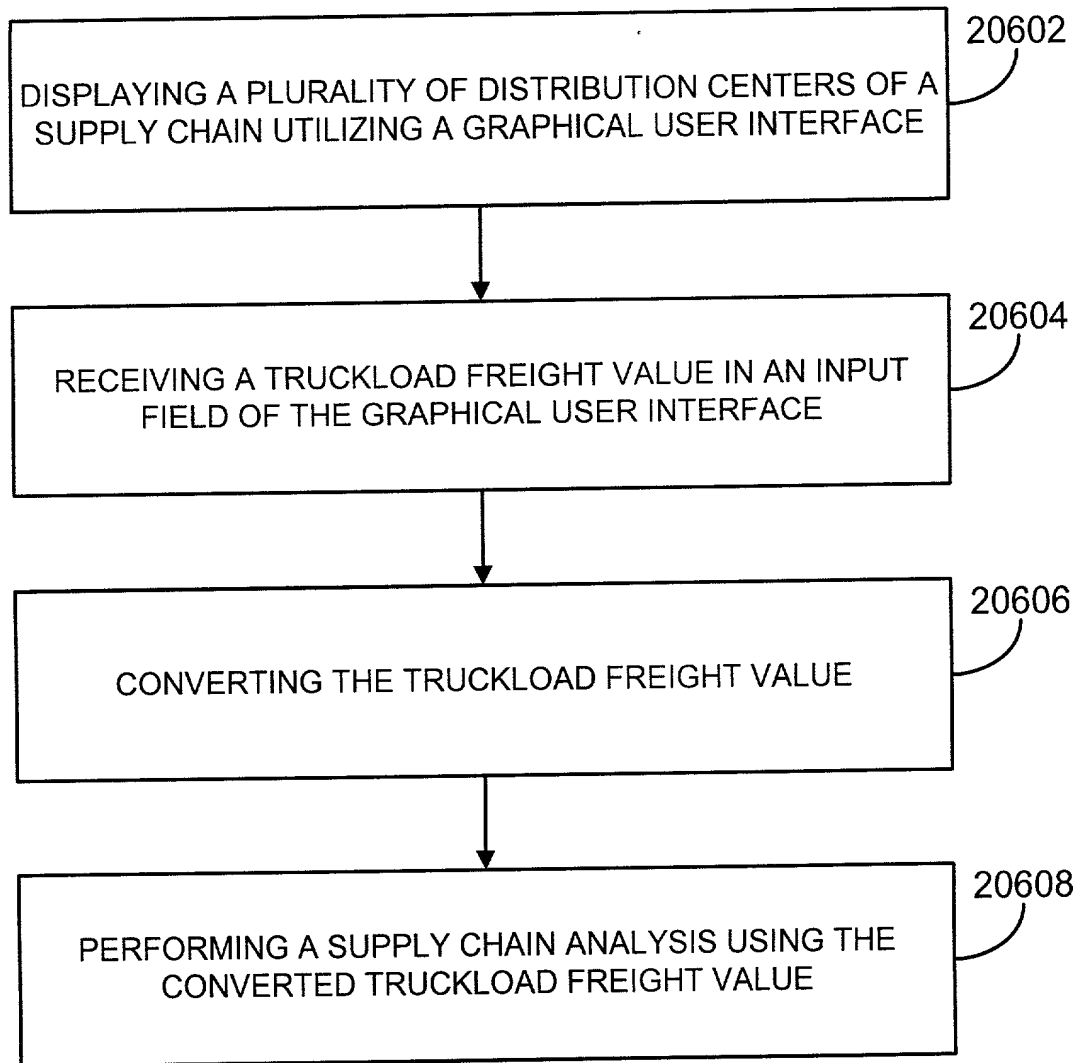 20602
DISPLAYING A PLURALITY OF DISTRIBUTION CENTERS OF A
SUPPLY CHAIN UTILIZING A GRAPHICAL USER INTERFACE
20604
RECEIVING A TRUCKLOAD FREIGHT VALUE IN AN INPUT
FIELD OF THE GRAPHICAL USER INTERFACE
20606
CONVERTING THE TRUCKLOAD FREIGHT VALUE
20608
PERFORMING A SUPPLY CHAIN ANALYSIS USING THE
CONVERTED TRUCKLOAD FREIGHT VALUE